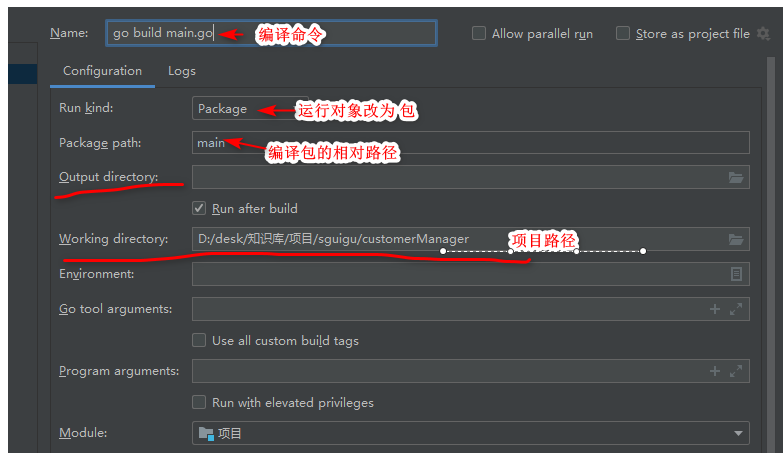 Name: go build main.go 编译命令 Allow parallel run Store as project file
Configuration Logs
Run kind: Package 运行对象改为 包
Package path: main
编译包的相对路径
Output directory:
Run after build
Working directory: D:/desk/知识库/项目/sguigu/customerManager 项目路径
Environment:
Go tool arguments:
Use all custom build tags
Program arguments:
Run with elevated privileges
Module: 项目